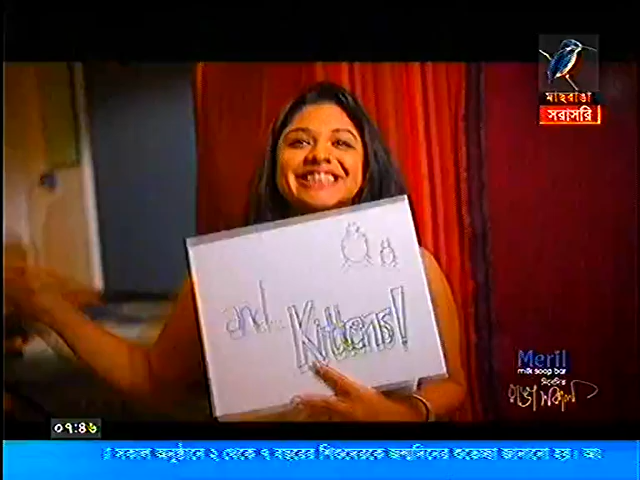 মাছরাঙা
সরাসরি
and... Kittens!
Meril
milk soap bar
নিবেদিত
রাঙা সকাল
০৭:৪৬
সকাল অনুষ্ঠানে ২ থেকে ৭ বছরের শিশুদেরকে জন্মদিনের শুভেচ্ছা জানানো হয়।